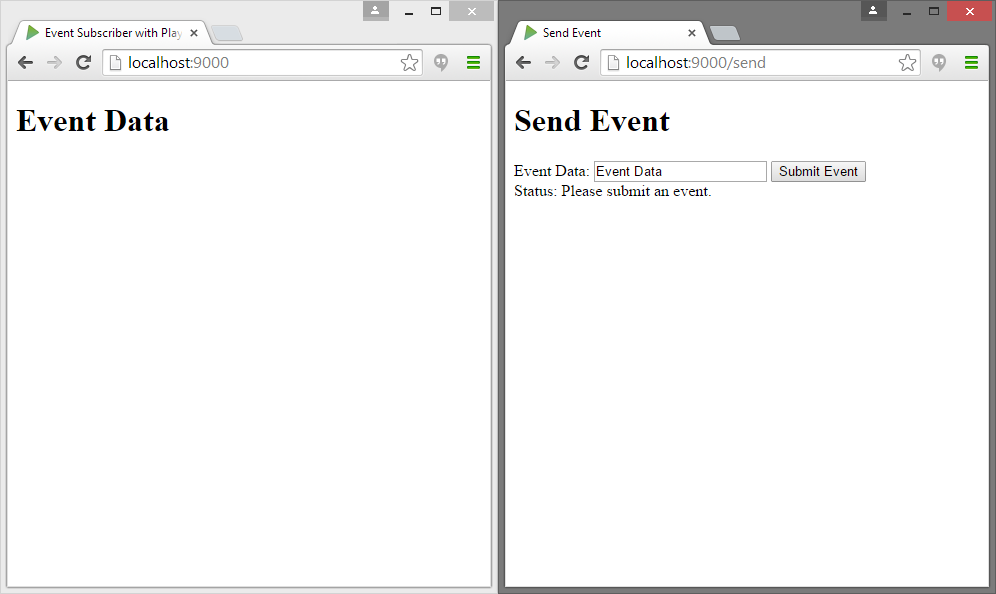 Event Subscriber with Play
localhost:9000
Event Data
Send Event
localhost:9000/send
Send Event
Event Data: Event Data Submit Event
Status: Please submit an event.